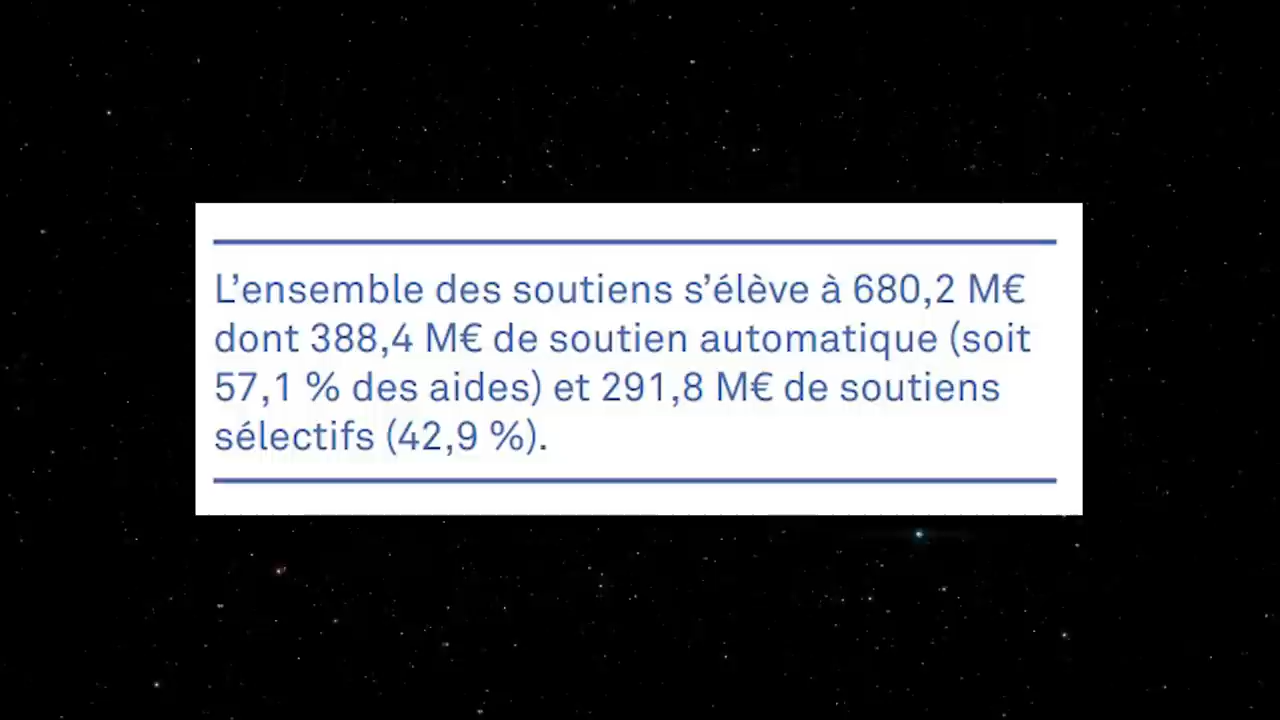 L’ensemble des soutiens s’élève à 680,2 M€
dont 388,4 M€ de soutien automatique (soit
57,1 % des aides) et 291,8 M€ de soutiens
sélectifs (42,9 %).